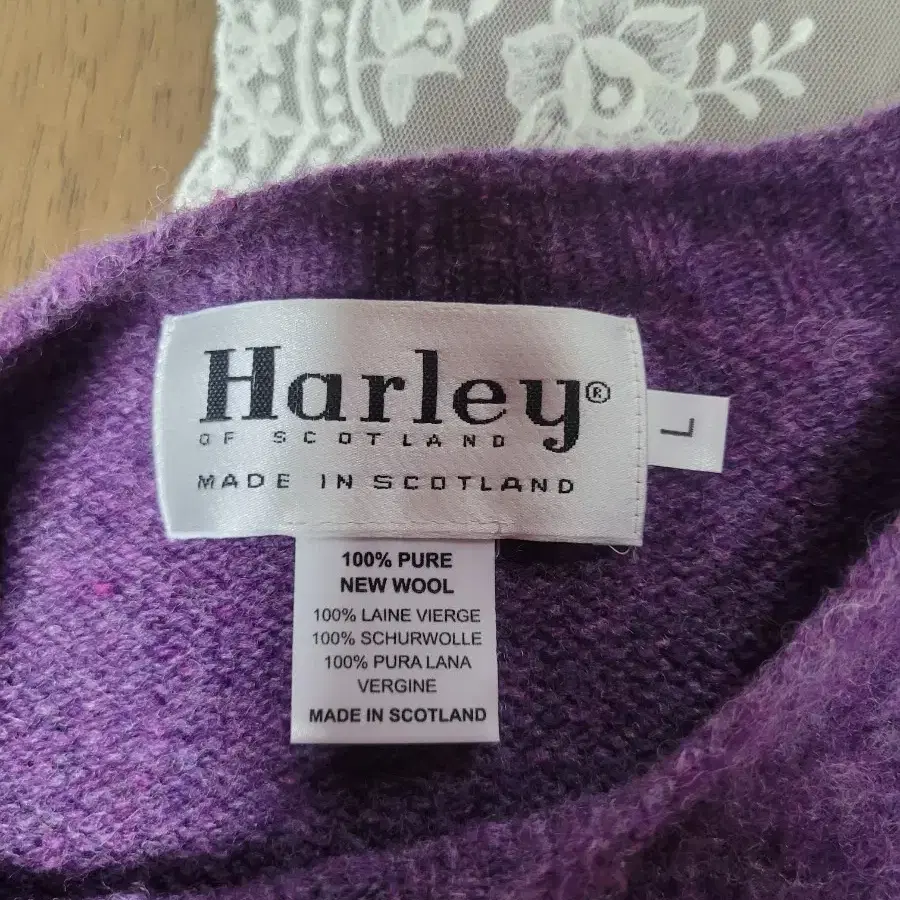 Harley®
OF SCOTLAND
MADE IN SCOTLAND
L
100% PURE
NEW WOOL
100% LAINE VIERGE
100% SCHURWOLLE
100% PURA LANA
VERGINE
MADE IN SCOTLAND